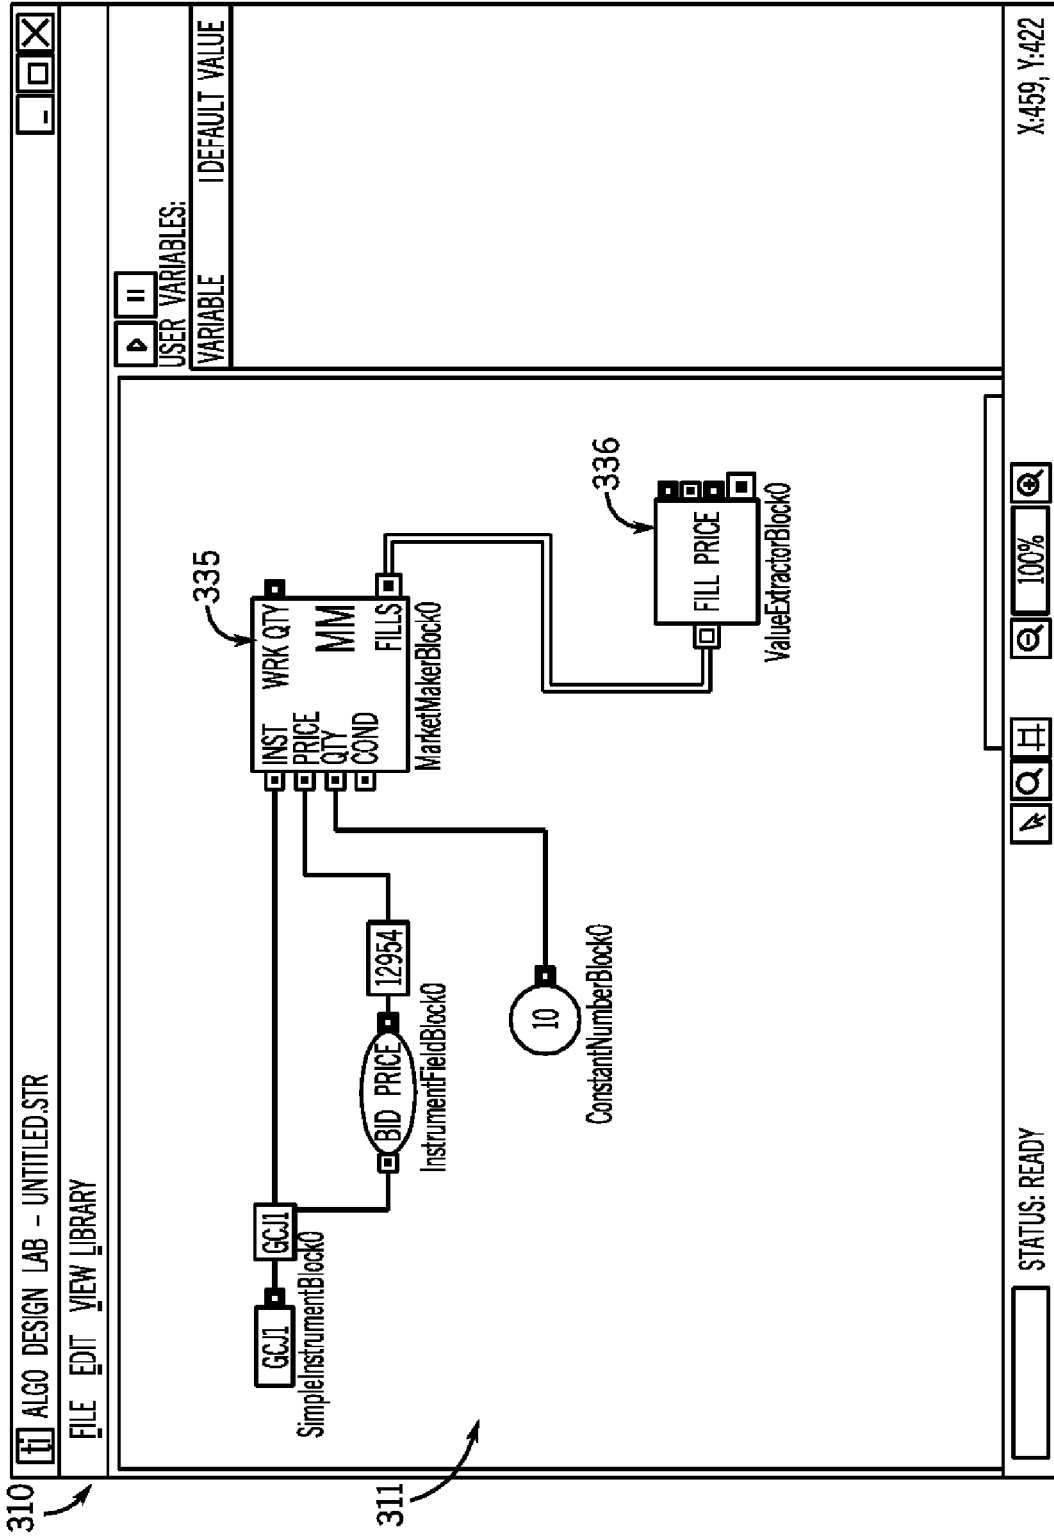 310
ti ALGO DESIGN LAB - UNTITLED.STR
FILE EDIT VIEW LIBRARY
USER VARIABLES:
VARIABLE | DEFAULT VALUE
311
GCJ1
GCJ1
SimpleInstrumentBlock0
BID PRICE
12954
InstrumentFieldBlock0
10
ConstantNumberBlock0
335
INST
WRK QTY
PRICE
MM
QTY
COND
FILLS
MarketMakerBlock0
336
FILL PRICE
ValueExtractorBlock0
STATUS: READY
100%
X:459, Y:422